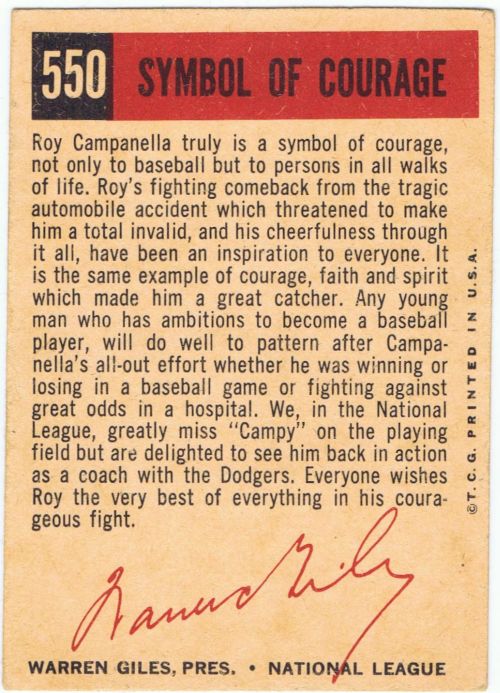 550 SYMBOL OF COURAGE
Roy Campanella truly is a symbol of courage,
not only to baseball but to persons in all walks
of life. Roy's fighting comeback from the tragic
automobile accident which threatened to make
him a total invalid, and his cheerfulness through
it all, have been an inspiration to everyone. It
is the same example of courage, faith and spirit
which made him a great catcher. Any young
man who has ambitions to become a baseball
player, will do well to pattern after Campa-
nella's all-out effort whether he was winning or
losing in a baseball game or fighting against
great odds in a hospital. We, in the National
League, greatly miss "Campy" on the playing
field but are delighted to see him back in action
as a coach with the Dodgers. Everyone wishes
Roy the very best of everything in his coura-
geous fight.
©T.C.G. PRINTED IN U.S.A.
Warren Giles
WARREN GILES, PRES. • NATIONAL LEAGUE